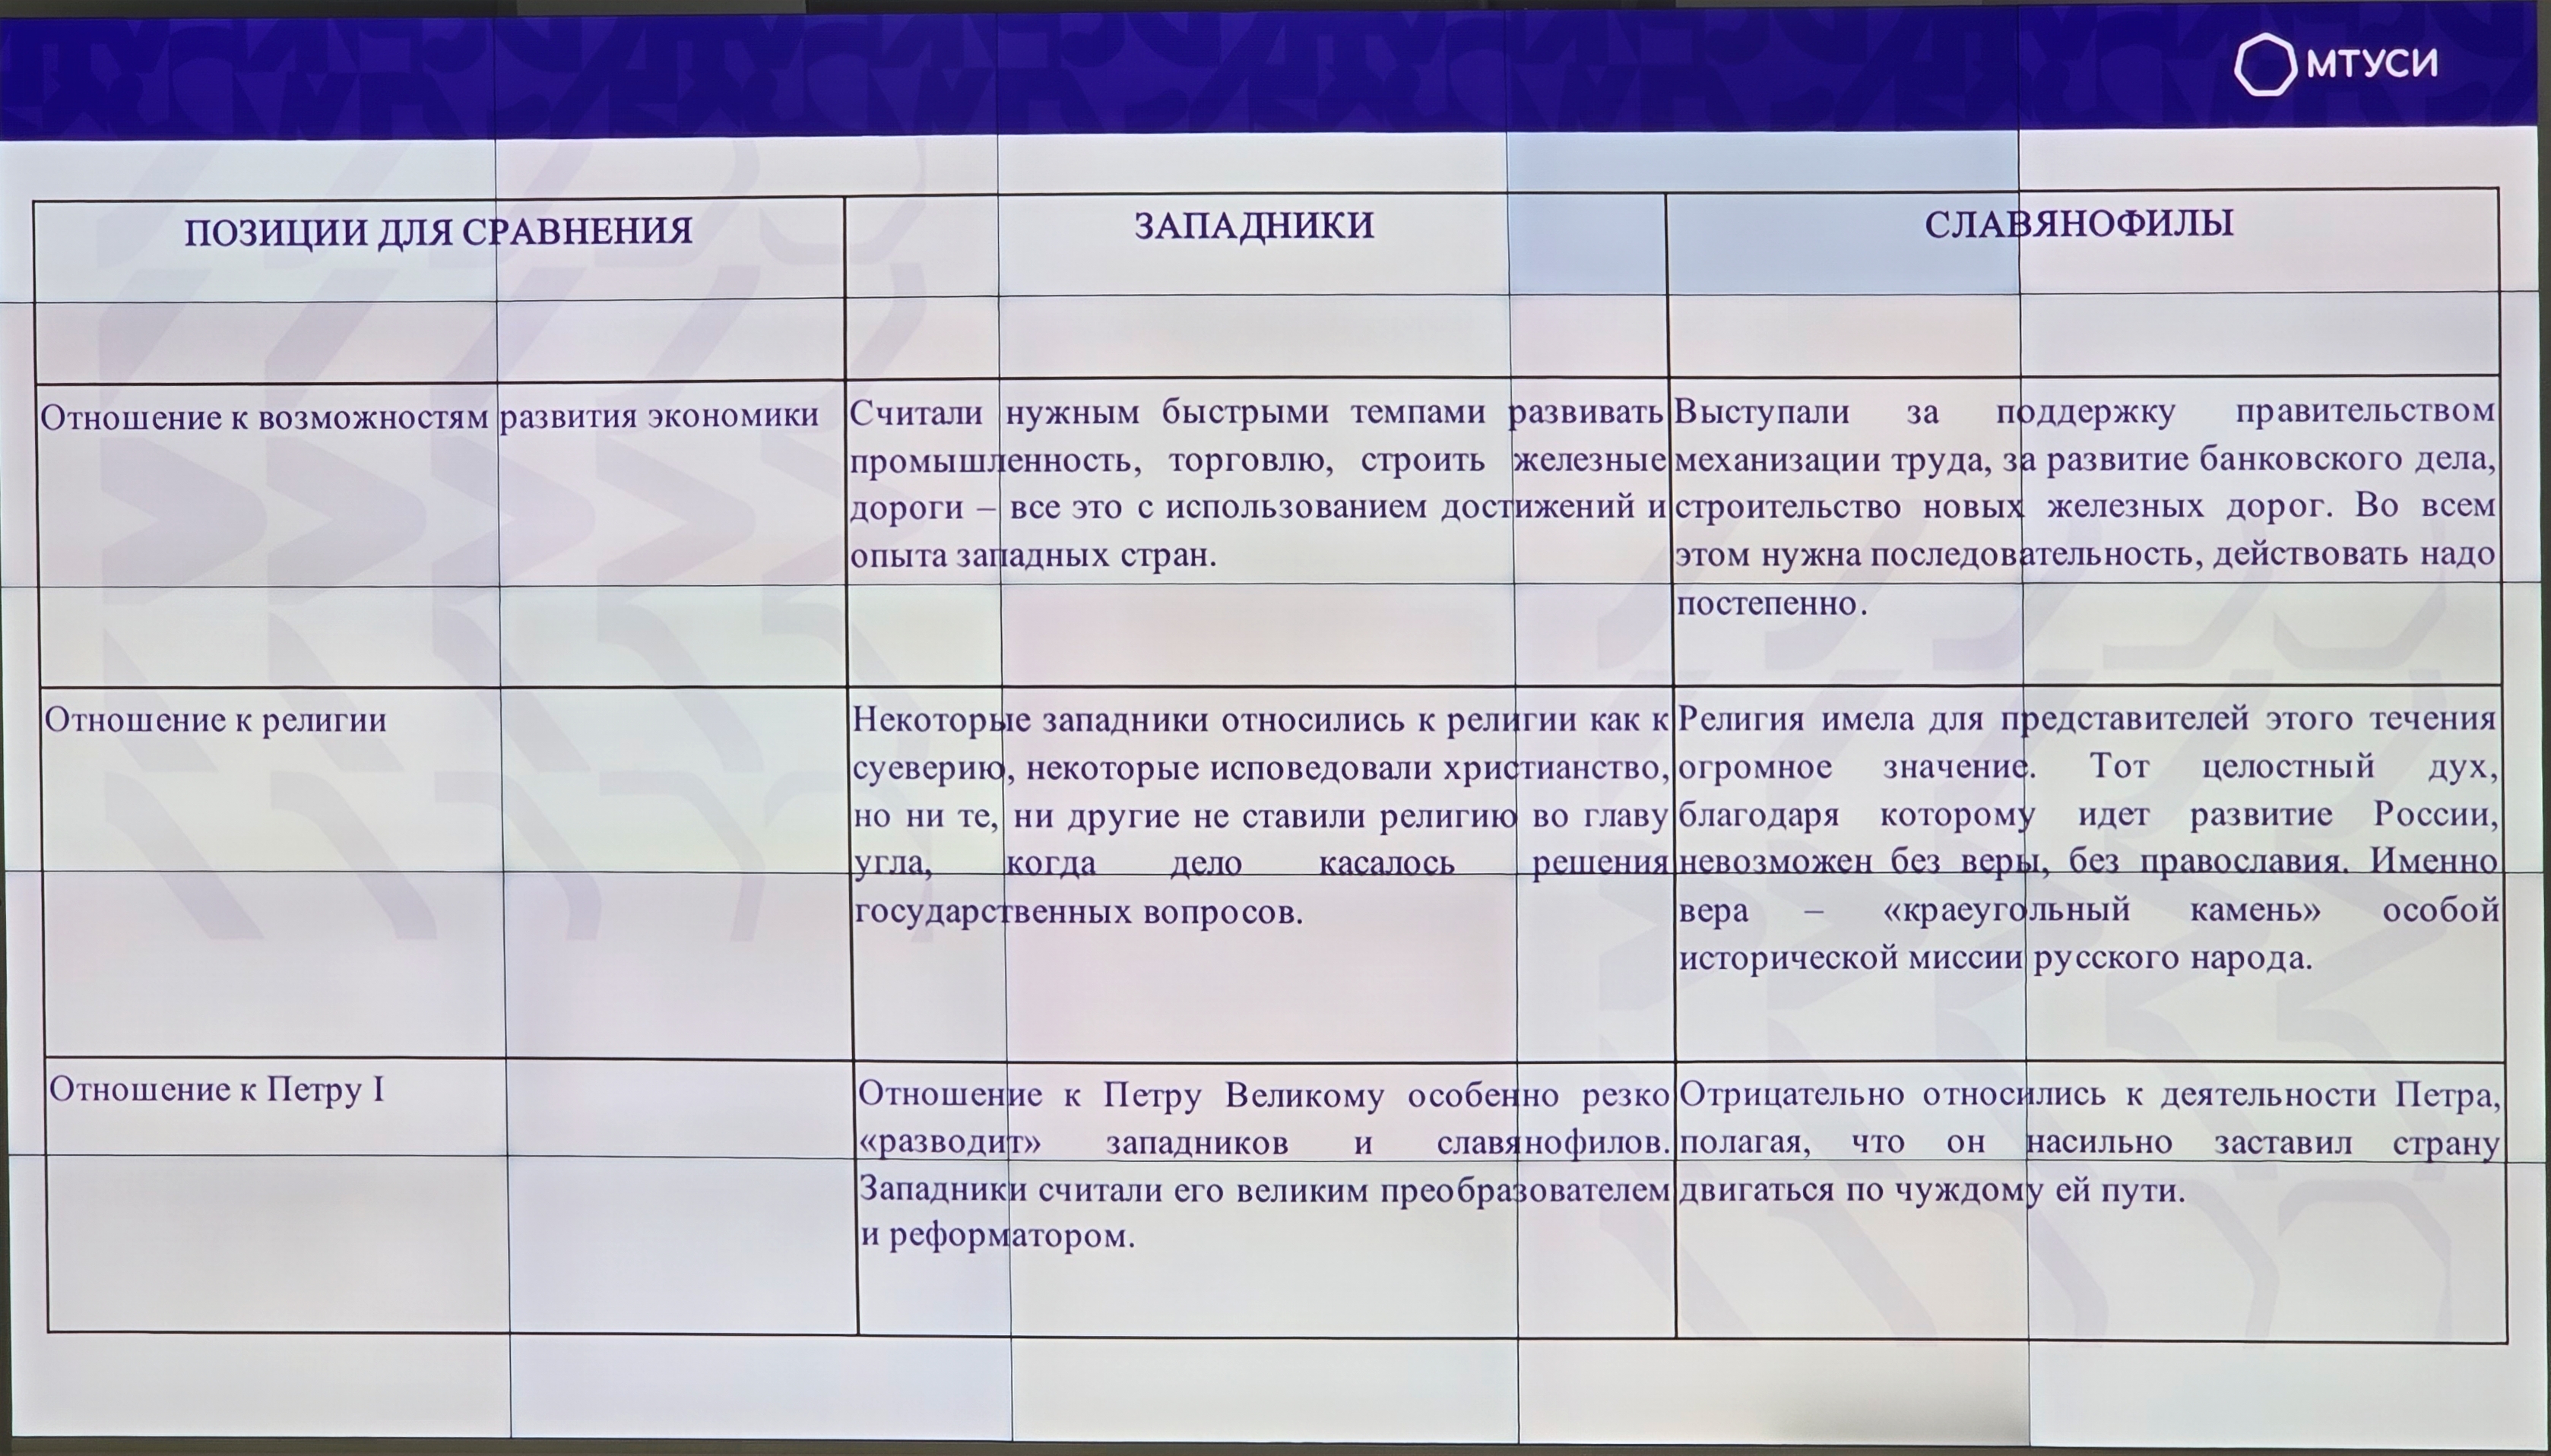 МТУСИ
ПОЗИЦИИ ДЛЯ СРАВНЕНИЯ
ЗАПАДНИКИ
СЛАВЯНОФИЛЫ
Отношение к возможностям развития экономики
Считали нужным быстрыми темпами развивать
промышленность, торговлю, строить железные
дороги – все это с использованием достижений и
опыта западных стран.
Выступали за поддержку правительством
механизации труда, за развитие банковского дела,
строительство новых железных дорог. Во всем
этом нужна последовательность, действовать надо
постепенно.
Отношение к религии
Некоторые западники относились к религии как к
суеверию, некоторые исповедовали христианство,
но ни те, ни другие не ставили религию во главу
угла, когда дело касалось решения
государственных вопросов.
Религия имела для представителей этого течения
огромное значение. Тот целостный дух,
благодаря которому идет развитие России,
невозможен без веры, без православия. Именно
вера – «краеугольный камень» особой
исторической миссии русского народа.
Отношение к Петру I
Отношение к Петру Великому особенно резко
«разводит» западников и славянофилов.
Западники считали его великим преобразователем
и реформатором.
Отрицательно относились к деятельности Петра,
полагая, что он насильно заставил страну
двигаться по чуждому ей пути.